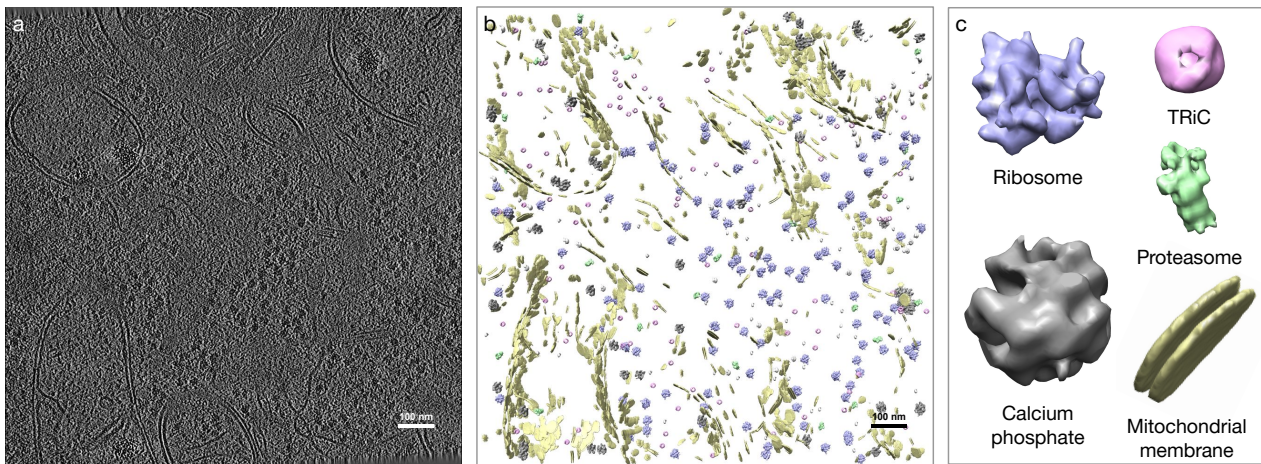 a
100 nm
b
100 nm
c
Ribosome
TRiC
Proteasome
Calcium
phosphate
Mitochondrial
membrane